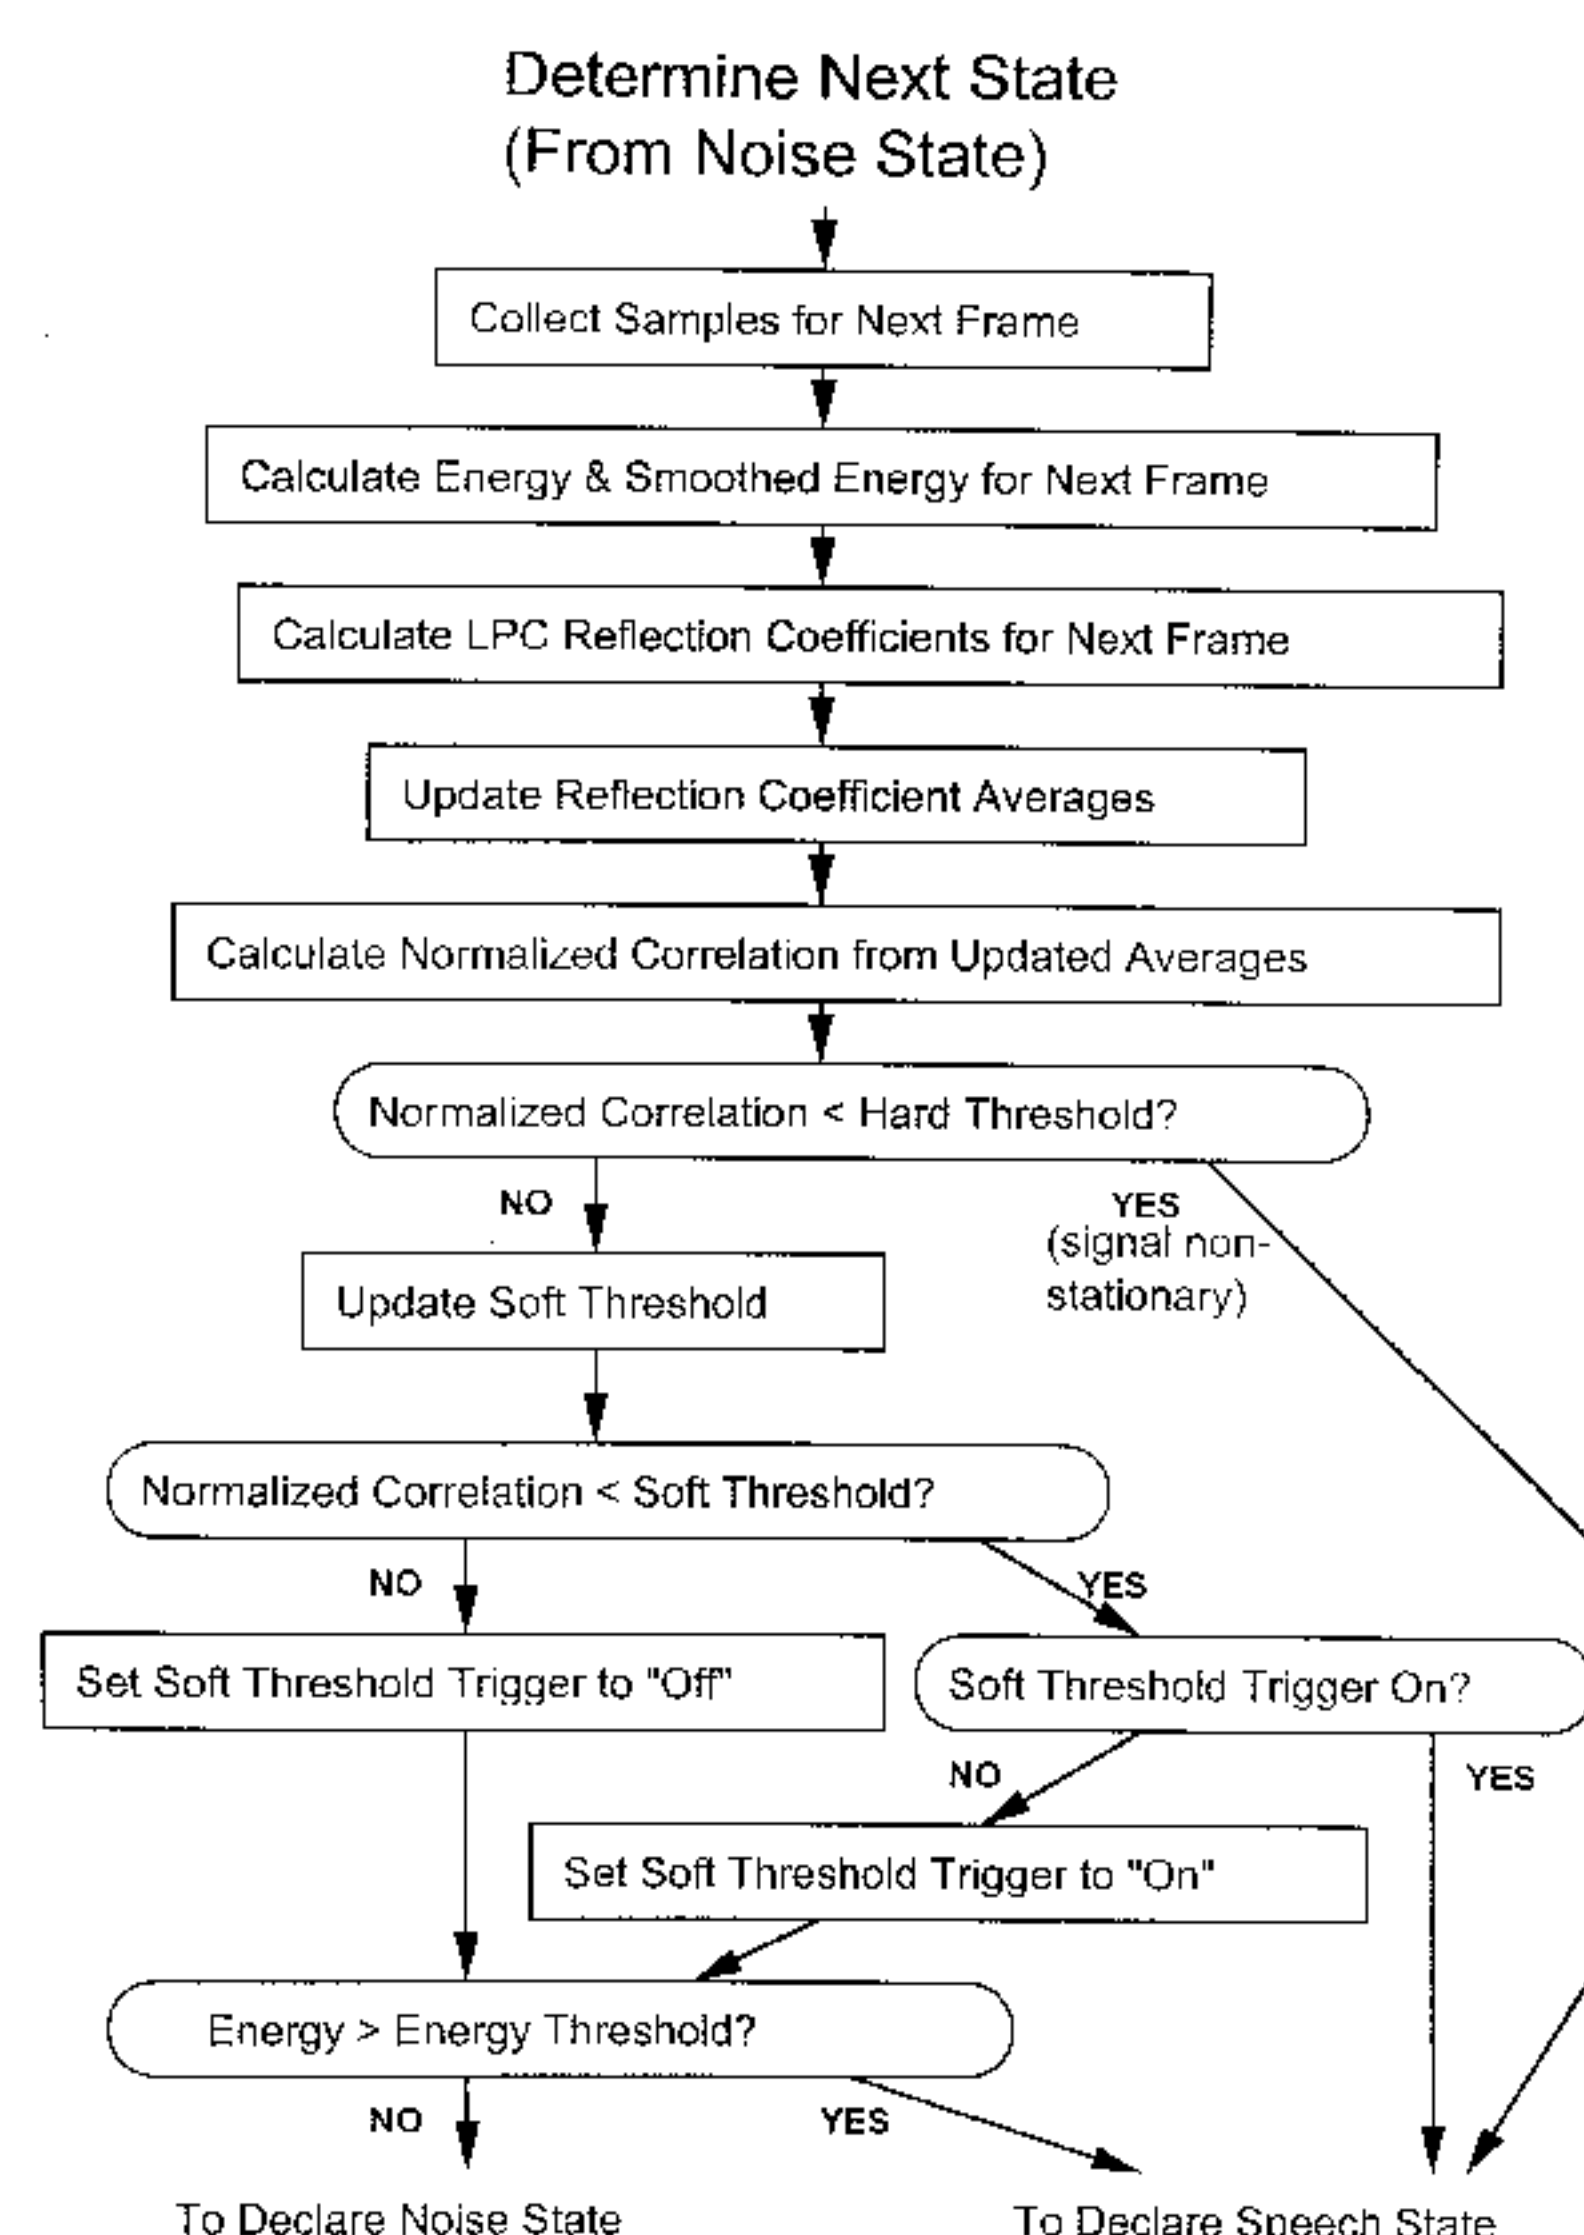 Determine Next State
(From Noise State)
Collect Samples for Next Frame
Calculate Energy & Smoothed Energy for Next Frame
Calculate LPC Reflection Coefficients for Next Frame
Update Reflection Coefficient Averages
Calculate Normalized Correlation from Updated Averages
Normalized Correlation < Hard Threshold?
NO
YES
(signal non-
stationary)
Update Soft Threshold
Normalized Correlation < Soft Threshold?
NO
YES
Set Soft Threshold Trigger to "Off"
Soft Threshold Trigger On?
NO
YES
Set Soft Threshold Trigger to "On"
Energy > Energy Threshold?
NO
YES
To Declare Noise State
To Declare Speech State